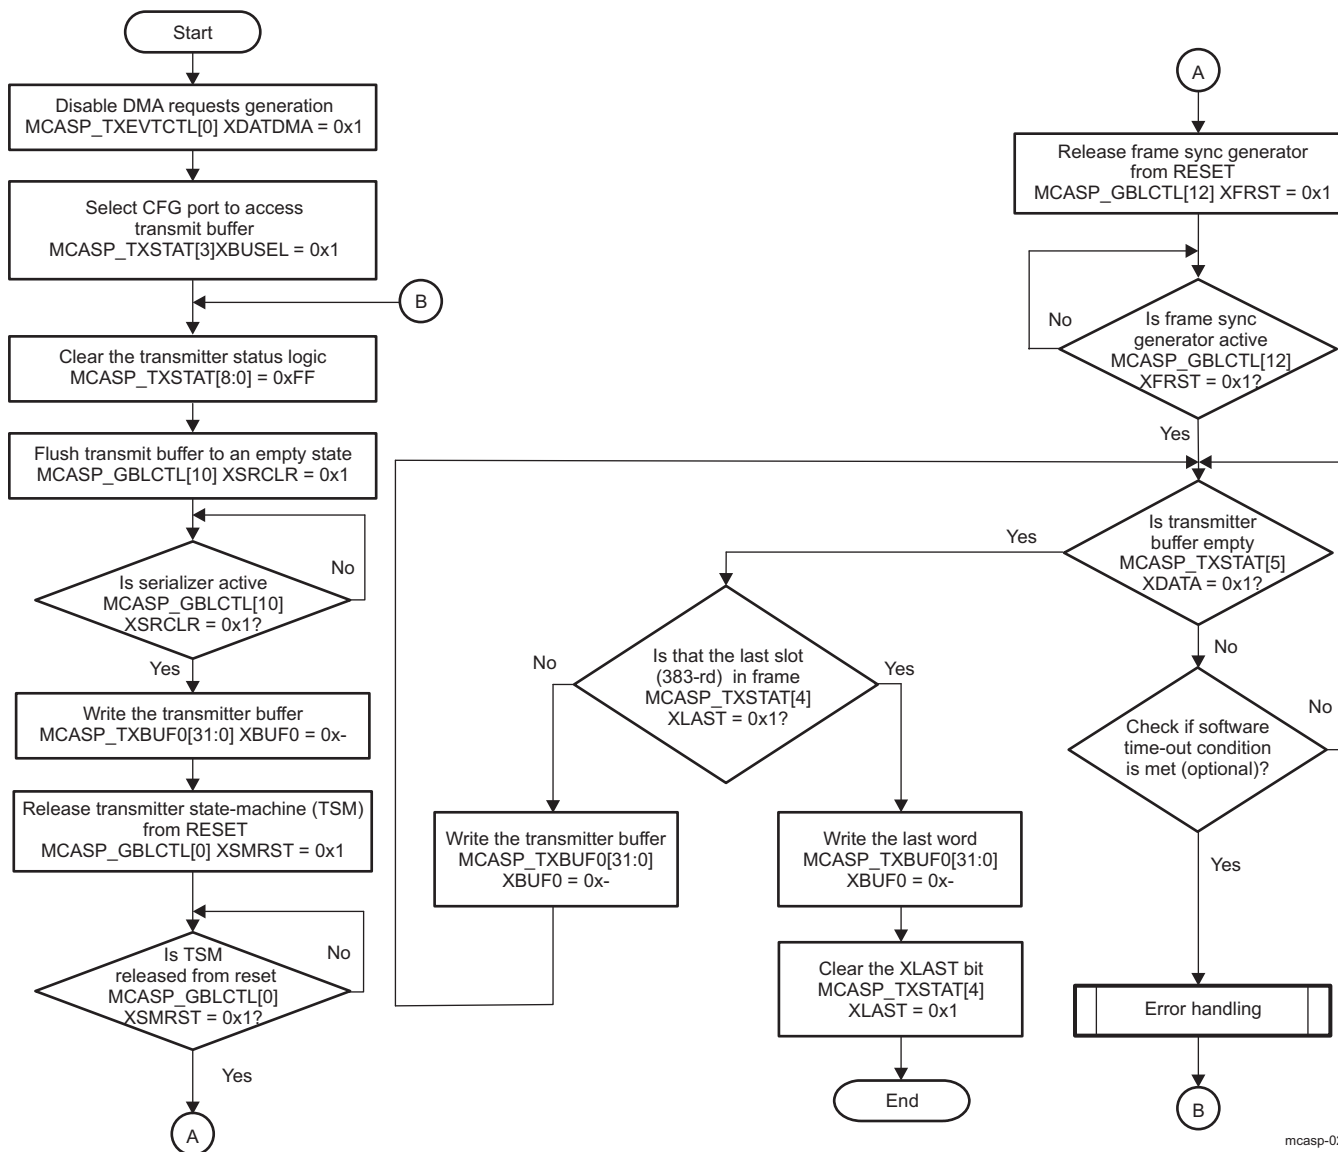 Start
Disable DMA requests generation
MCASP_TXEVTCTL[0] XDATDMA = 0x1
Select CFG port to access
transmit buffer
MCASP_TXSTAT[3]XBUSEL = 0x1
B
Clear the transmitter status logic
MCASP_TXSTAT[8:0] = 0xFF
Flush transmit buffer to an empty state
MCASP_GBLCTL[10] XSRCLR = 0x1
Is serializer active
MCASP_GBLCTL[10]
XSRCLR = 0x1?
No
Yes
Write the transmitter buffer
MCASP_TXBUF0[31:0] XBUF0 = 0x-
Release transmitter state-machine (TSM)
from RESET
MCASP_GBLCTL[0] XSMRST = 0x1
Is TSM
released from reset
MCASP_GBLCTL[0]
XSMRST = 0x1?
No
Yes
A
A
Release frame sync generator
from RESET
MCASP_GBLCTL[12] XFRST = 0x1
Is frame sync
generator active
MCASP_GBLCTL[12]
XFRST = 0x1?
No
Yes
Is transmitter
buffer empty
MCASP_TXSTAT[5]
XDATA = 0x1?
Yes
No
Is that the last slot
(383-rd) in frame
MCASP_TXSTAT[4]
XLAST = 0x1?
No
Yes
Write the transmitter buffer
MCASP_TXBUF0[31:0]
XBUF0 = 0x-
Write the last word
MCASP_TXBUF0[31:0]
XBUF0 = 0x-
Clear the XLAST bit
MCASP_TXSTAT[4]
XLAST = 0x1
End
Check if software
time-out condition
is met (optional)?
No
Yes
Error handling
B
mcasp-02